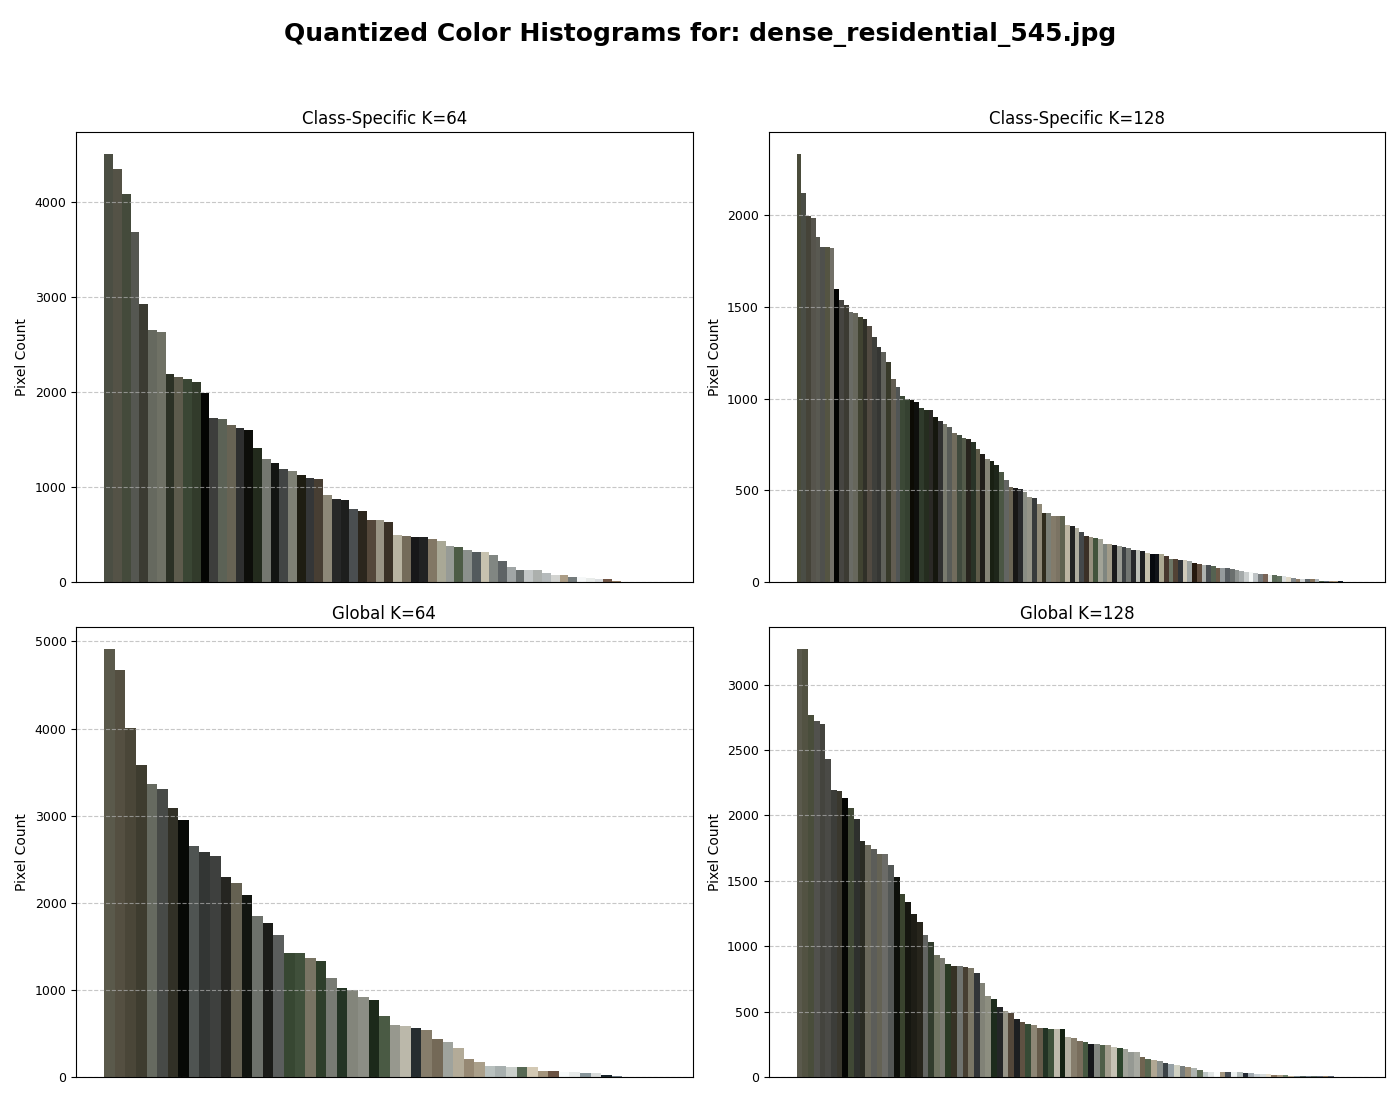 Quantized Color Histograms for: dense_residential_545.jpg
Class-Specific K=64
Pixel Count
4000
3000
2000
1000
0
Class-Specific K=128
Pixel Count
2000
1500
1000
500
0
Global K=64
Pixel Count
5000
4000
3000
2000
1000
0
Global K=128
Pixel Count
3000
2500
2000
1500
1000
500
0